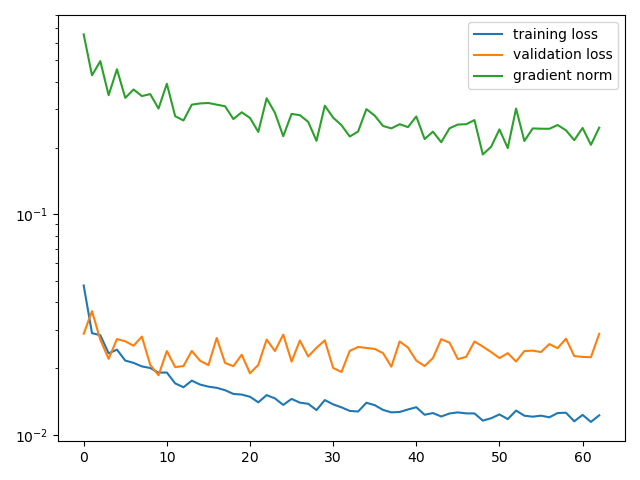 training loss
validation loss
gradient norm
10⁻¹
10⁻²
0 10 20 30 40 50 60